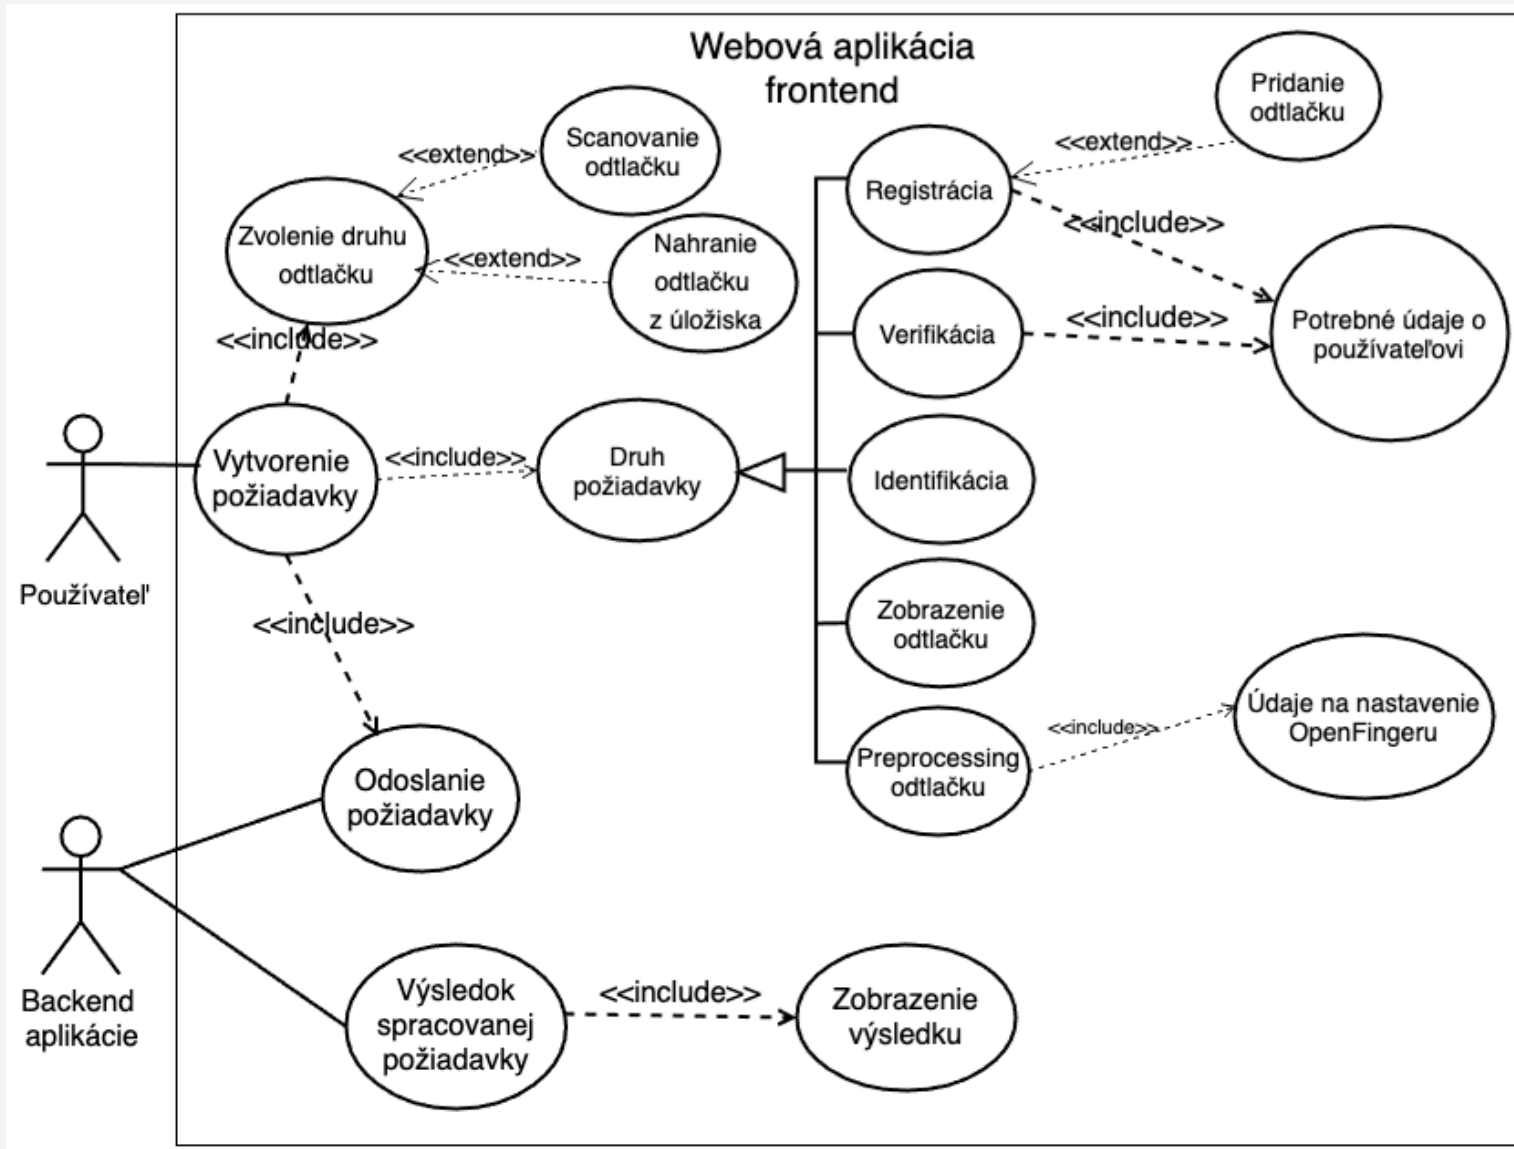 Webová aplikácia
frontend
Pridanie
odtlačku
<<extend>>
Scanovanie
odtlačku
<<extend>>
Registrácia
<<include>>
Zvolenie druhu
odtlačku
<<extend>>
Nahranie
odtlačku
z úložiska
<<include>>
Verifikácia
<<include>>
Potrebné údaje o
používateľovi
Používateľ
Vytvorenie
požiadavky
<<include>>
Druh
požiadavky
Identifikácia
<<include>>
Zobrazenie
odtlačku
Odoslanie
požiadavky
Preprocessing
odtlačku
<<include>>
Údaje na nastavenie
OpenFingeru
Backend
aplikácie
Výsledok
spracovanej
požiadavky
<<include>>
Zobrazenie
výsledku